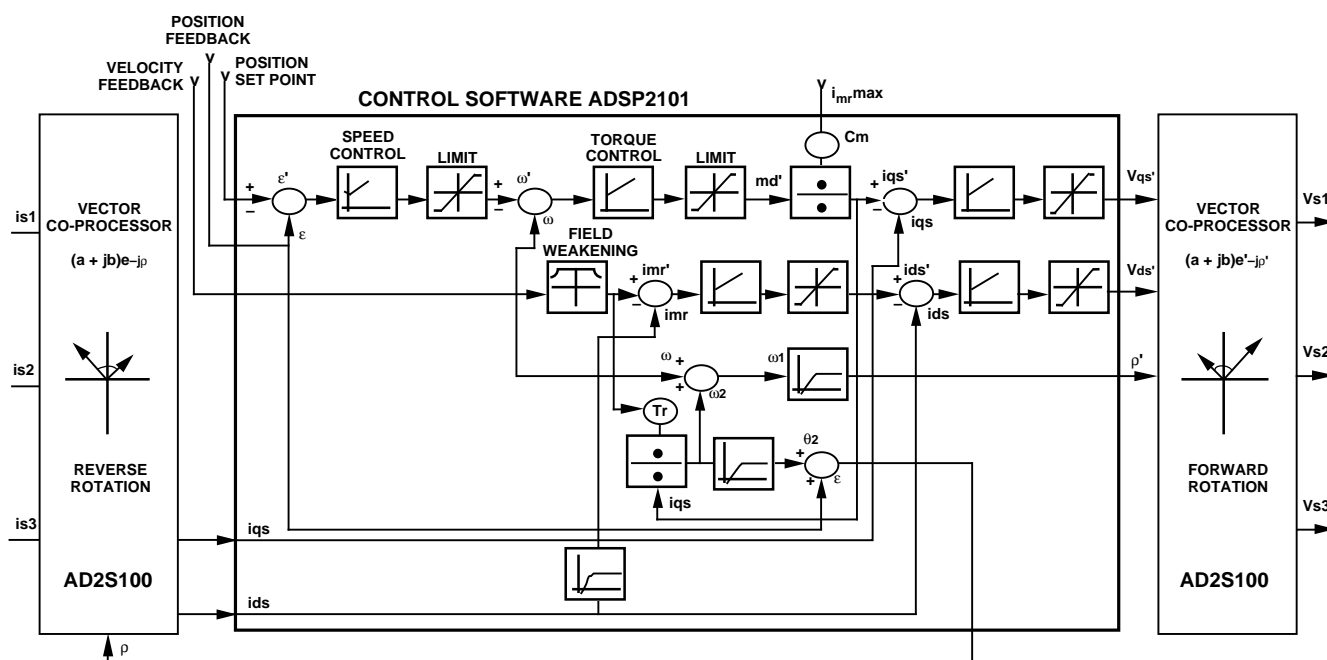 POSITION
FEEDBACK
VELOCITY
FEEDBACK
POSITION
SET POINT
CONTROL SOFTWARE ADSP2101
imrmax
Cm
SPEED
CONTROL
LIMIT
TORQUE
CONTROL
LIMIT
md'
ε'
+
–
ε
ω'
+
–
ω
iqs'
+
–
iqs
Vqs'
FIELD
WEAKENING
imr'
+
–
imr
ids'
+
–
ids
Vds'
ω
+
+
ω2
ω1
ρ'
Tr
iqs
θ2
+
+
ε
iqs
ids
VECTOR
CO-PROCESSOR
(a + jb)e–jρ
REVERSE
ROTATION
AD2S100
is1
is2
is3
ρ
VECTOR
CO-PROCESSOR
(a + jb)e'–jρ'
FORWARD
ROTATION
AD2S100
Vs1
Vs2
Vs3